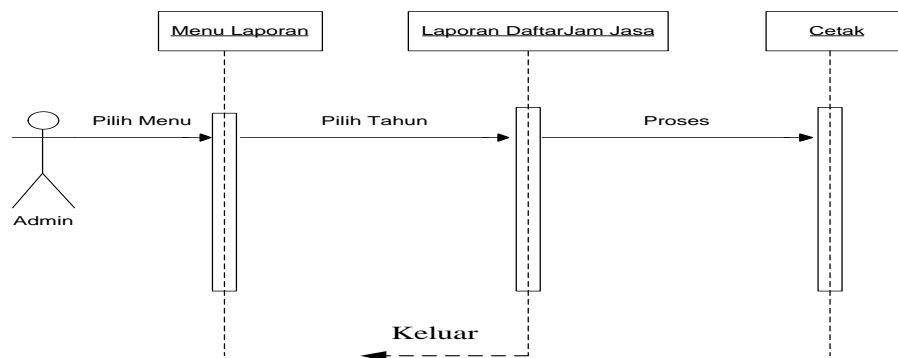 Menu Laporan
Laporan DaftarJam Jasa
Cetak
Pilih Menu
Pilih Tahun
Proses
Admin
Keluar